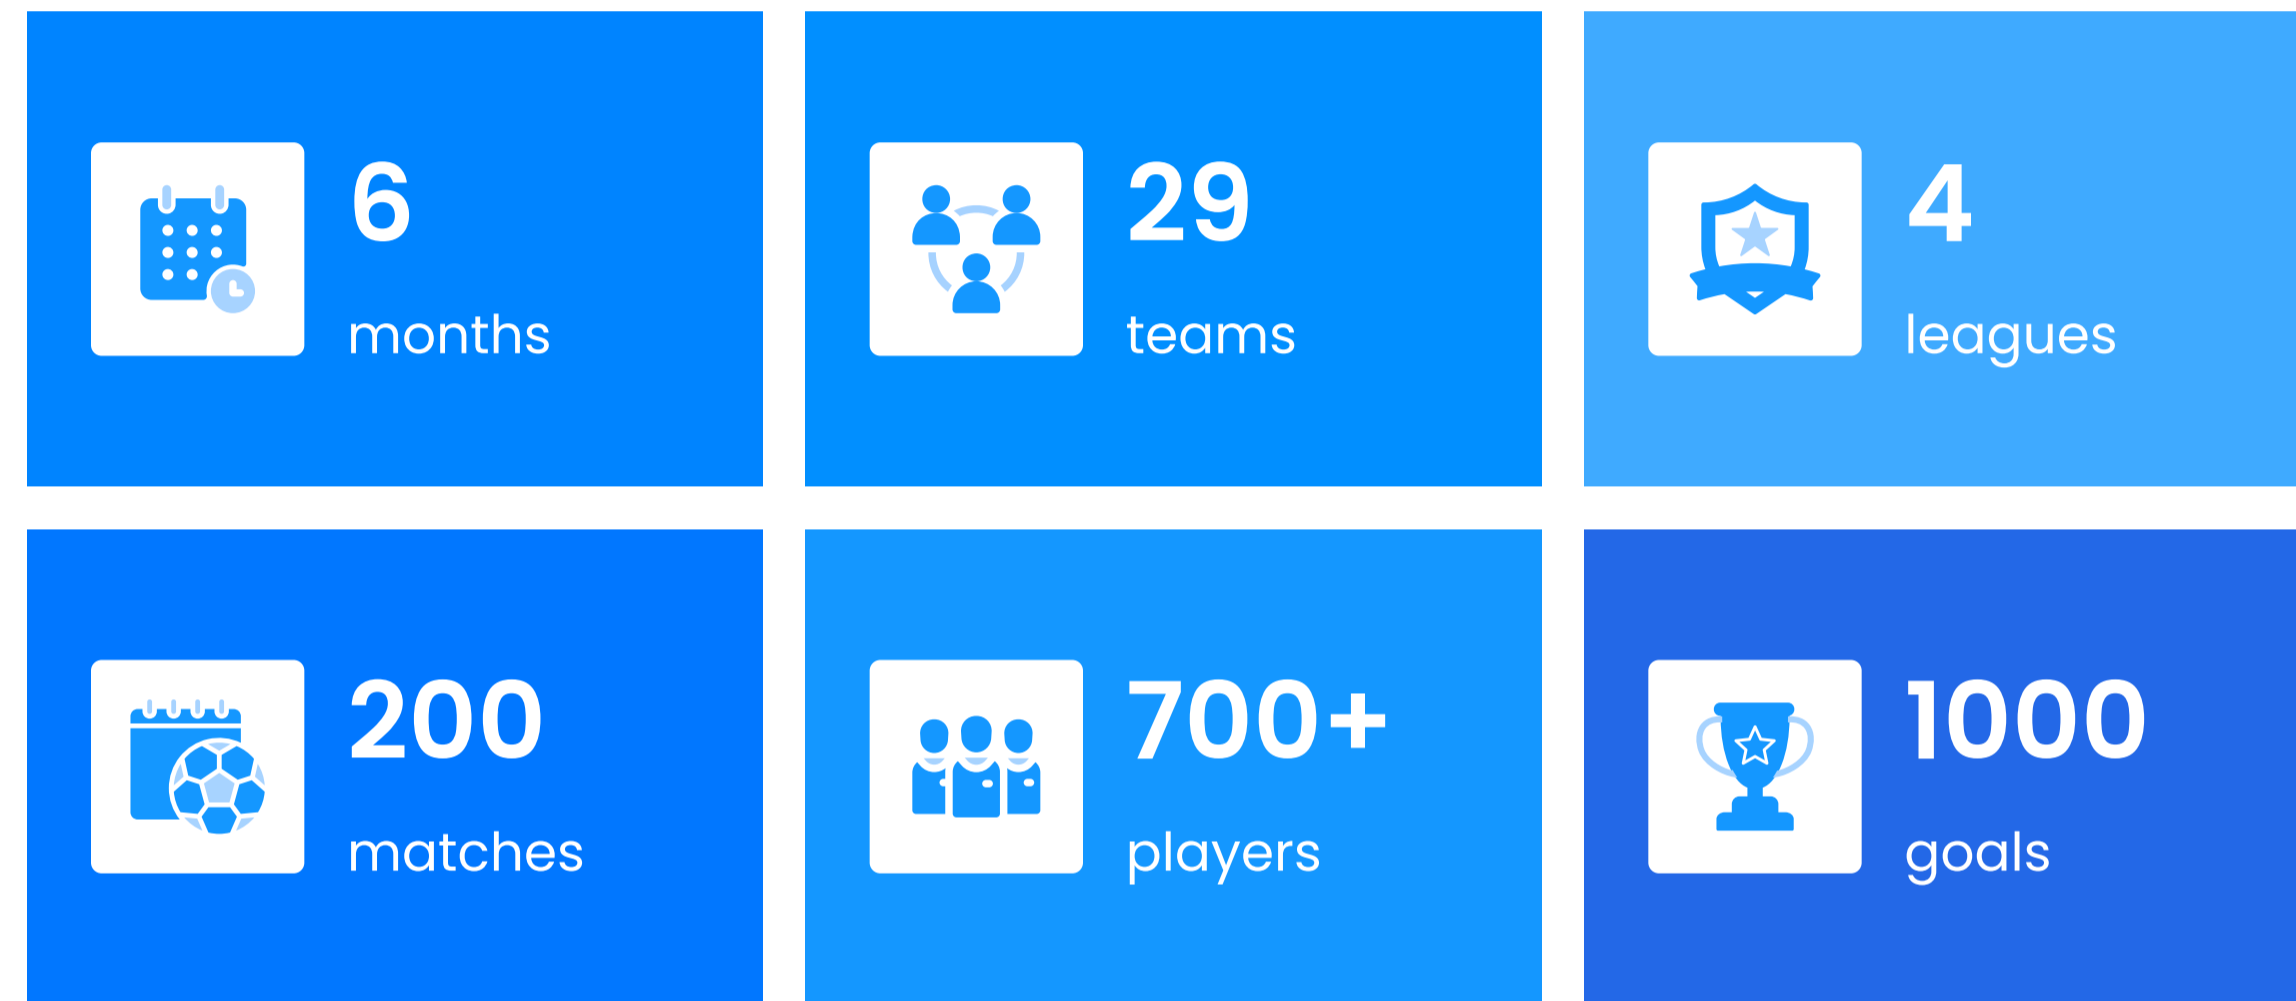 6
months
29
teams
4
leagues
200
matches
700+
players
1000
goals